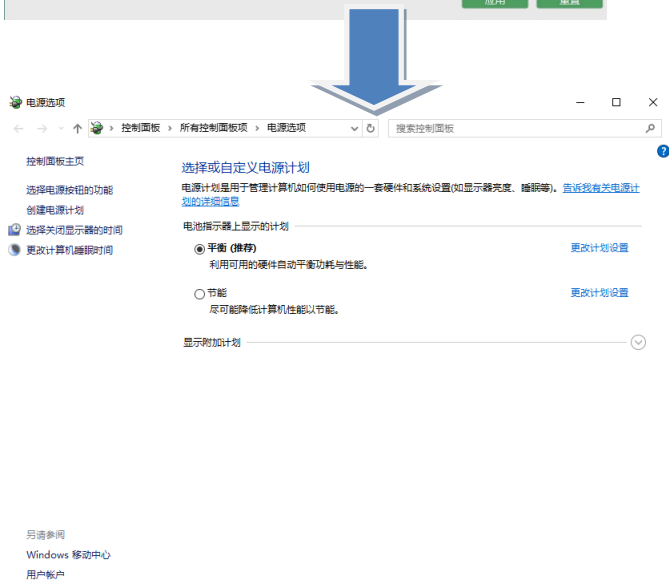 应用 重置
电源选项
控制面板 › 所有控制面板项 › 电源选项 搜索控制面板
控制面板主页
选择电源按钮的功能
创建电源计划
选择关闭显示器的时间
更改计算机睡眠时间
选择或自定义电源计划
电源计划是用于管理计算机如何使用电源的一套硬件和系统设置(如显示器亮度、睡眠等)。告诉我有关电源计
划的详细信息
电池指示器上显示的计划
平衡 (推荐) 更改计划设置
利用可用的硬件自动平衡功耗与性能。
节能 更改计划设置
尽可能降低计算机性能以节能。
显示附加计划
另请参阅
Windows 移动中心
用户帐户